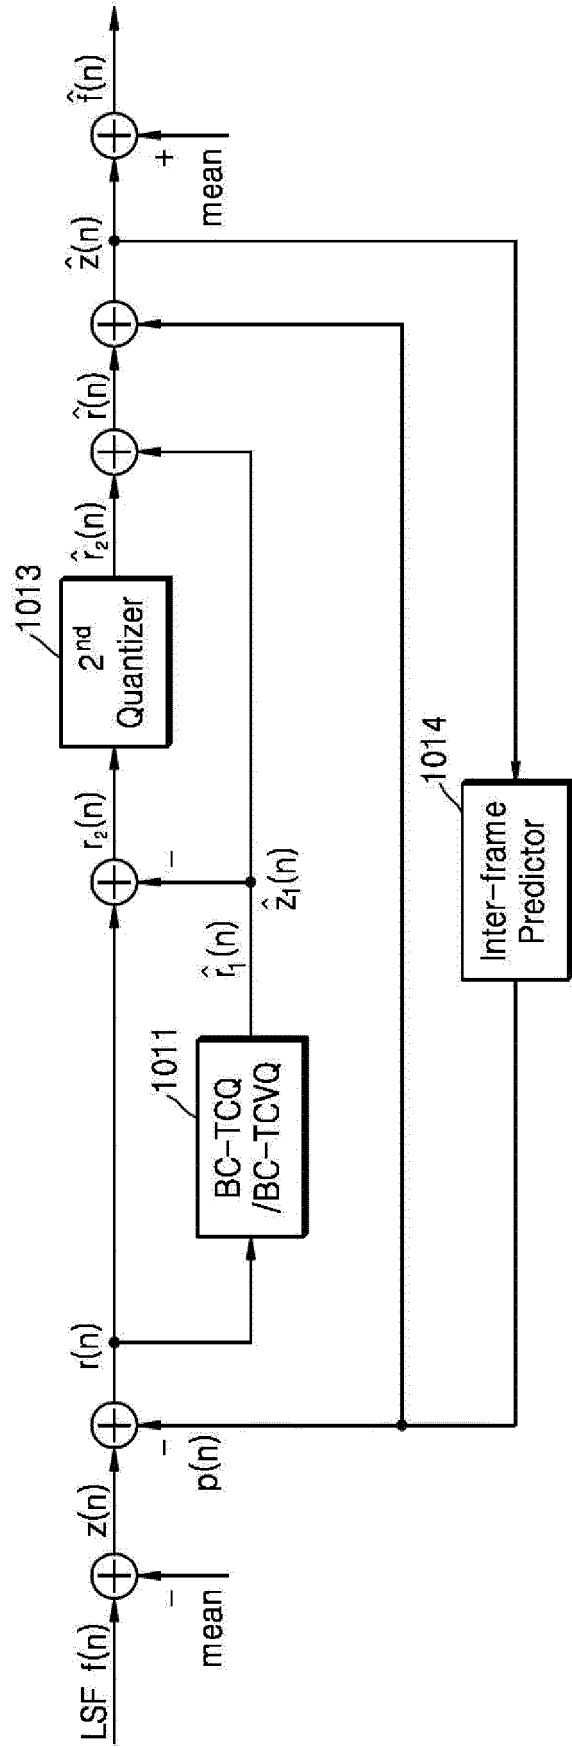 LSF f(n)
−
mean
z(n)
−
p(n)
r(n)
1011
BC-TCQ
/BC-TCVQ
r̂₁(n)
ẑ₁(n)
−
r₂(n)
1013
2nd
Quantizer
r̂₂(n)
r̂(n)
ẑ(n)
+
mean
f̂(n)
1014
Inter-frame
Predictor